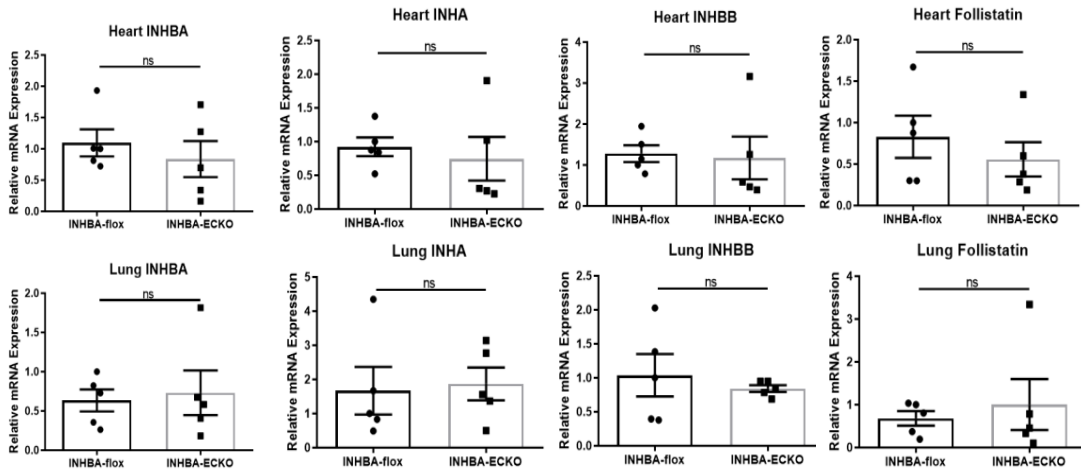 Heart INHBA
Relative mRNA Expression
2.5
2.0
1.5
1.0
0.5
0.0
ns
INHBA-flox INHBA-ECKO
Heart INHA
Relative mRNA Expression
2.5
2.0
1.5
1.0
0.5
0.0
ns
INHBA-flox INHBA-ECKO
Heart INHBB
Relative mRNA Expression
4
3
2
1
0
ns
INHBA-flox INHBA-ECKO
Heart Follistatin
Relative mRNA Expression
2.0
1.5
1.0
0.5
0.0
ns
INHBA-flox INHBA-ECKO
Lung INHBA
Relative mRNA Expression
2.0
1.5
1.0
0.5
0.0
ns
INHBA-flox INHBA-ECKO
Lung INHA
Relative mRNA Expression
5
4
3
2
1
0
ns
INHBA-flox INHBA-ECKO
Lung INHBB
Relative mRNA Expression
2.5
2.0
1.5
1.0
0.5
0.0
ns
INHBA-flox INHBA-ECKO
Lung Follistatin
Relative mRNA Expression
4
3
2
1
0
ns
INHBA-flox INHBA-ECKO